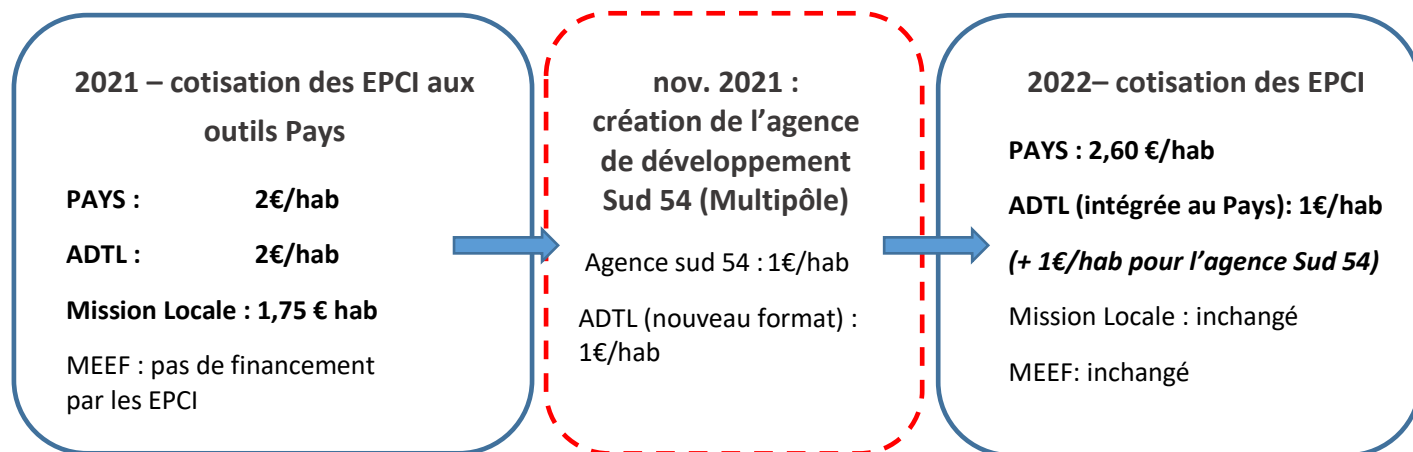 2021 – cotisation des EPCI aux
outils Pays
PAYS : 2€/hab
ADTL : 2€/hab
Mission Locale : 1,75 € hab
MEEF : pas de financement
par les EPCI
nov. 2021 :
création de l’agence
de développement
Sud 54 (Multipôle)
Agence sud 54 : 1€/hab
ADTL (nouveau format) :
1€/hab
2022– cotisation des EPCI
PAYS : 2,60 €/hab
ADTL (intégrée au Pays): 1€/hab
(+ 1€/hab pour l’agence Sud 54)
Mission Locale : inchangé
MEEF: inchangé